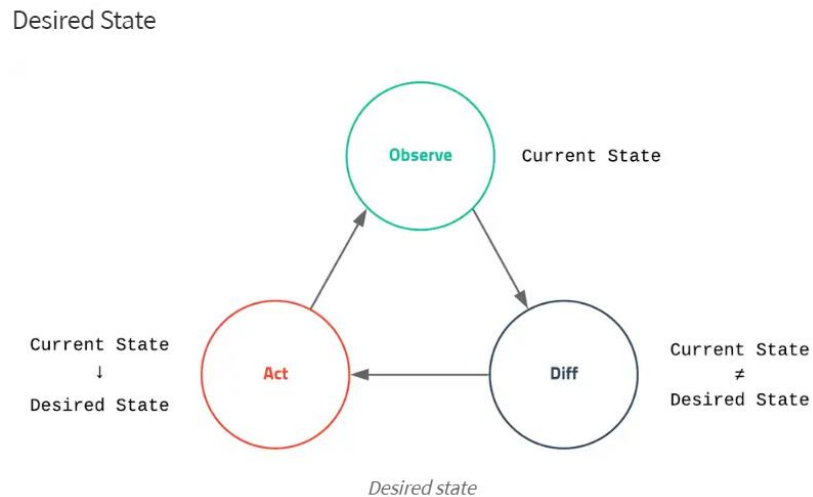 Desired State
Observe
Current State
Current State
↓
Desired State
Act
Diff
Current State
≠
Desired State
Desired state